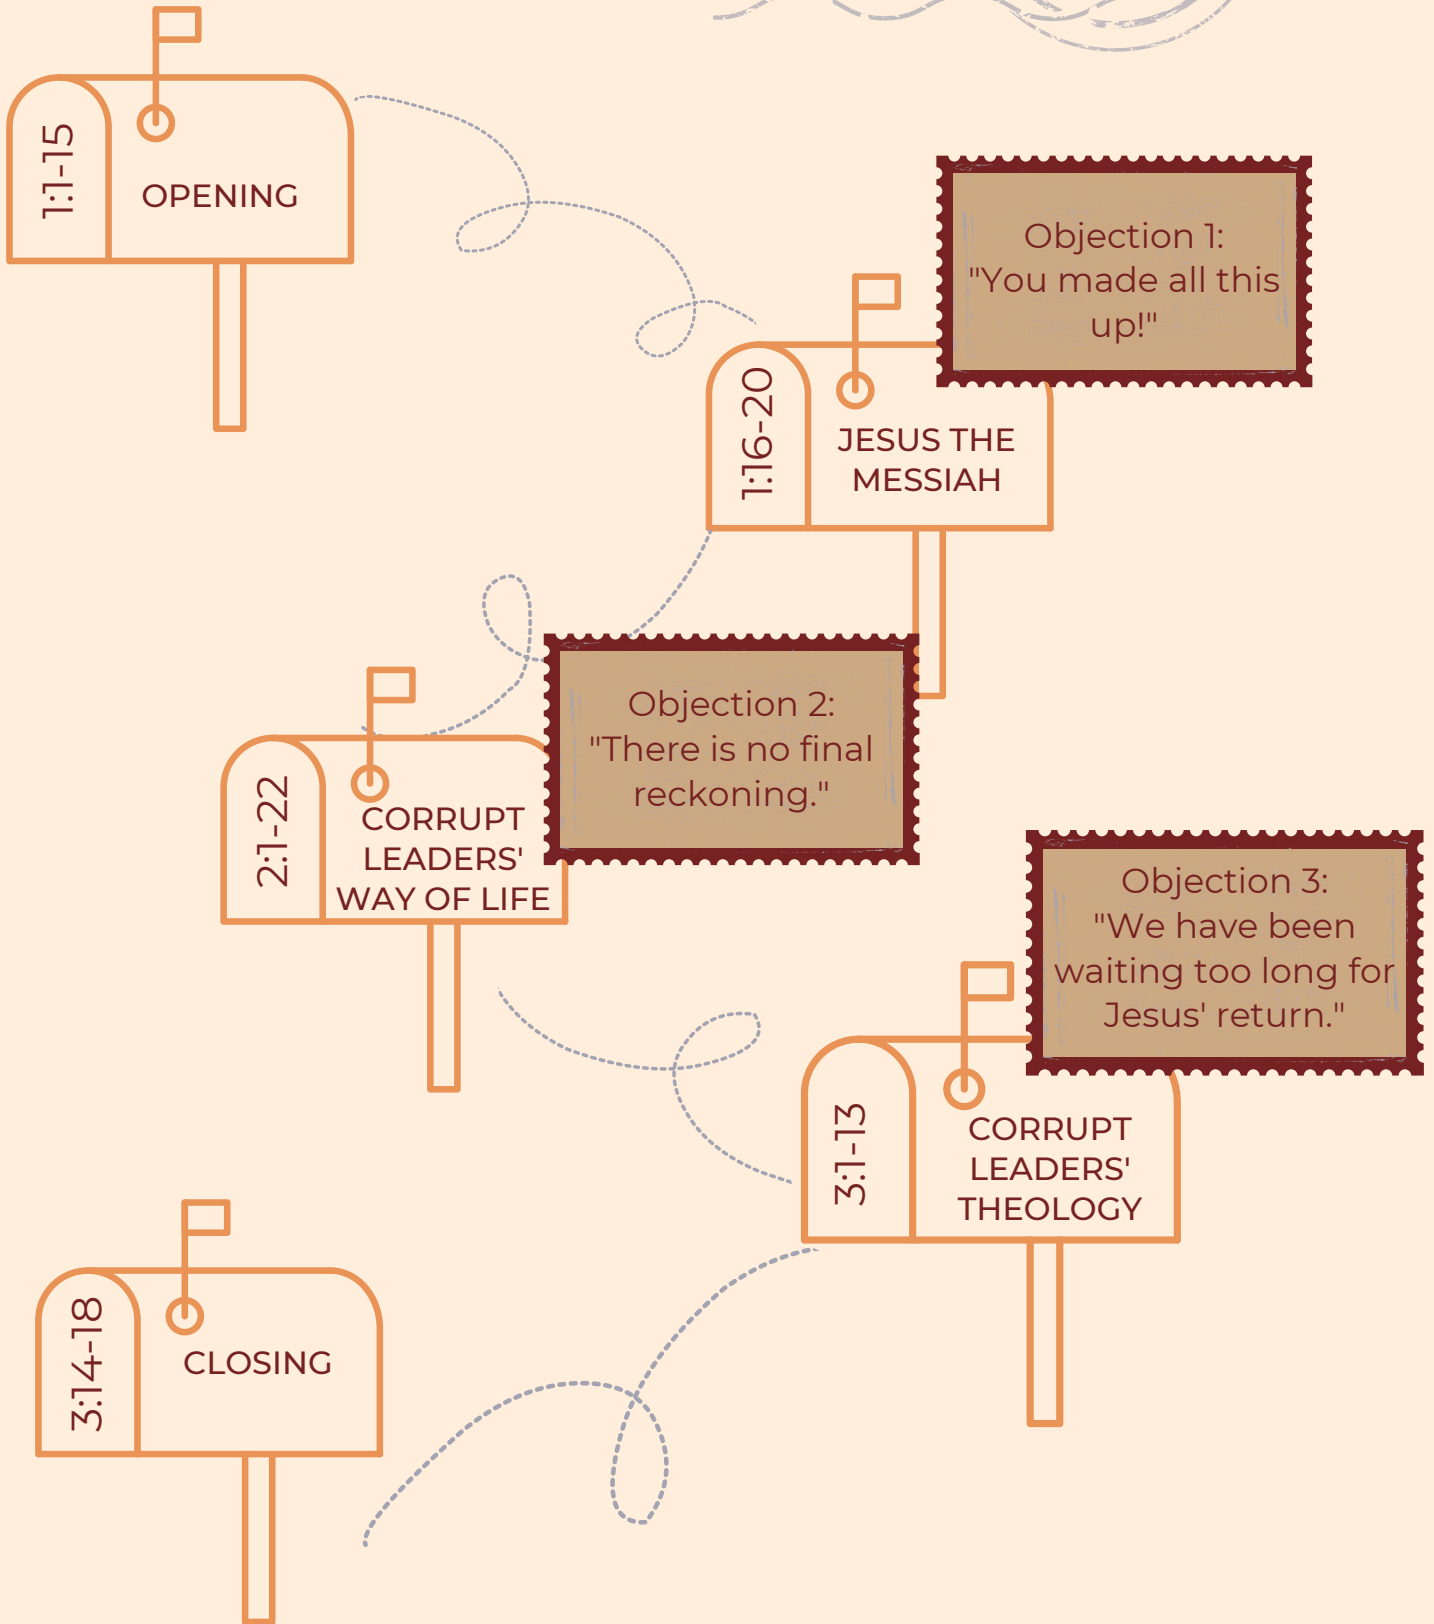 1:1-15
OPENING
Objection 1:
"You made all this
up!"
1:16-20
JESUS THE
MESSIAH
Objection 2:
"There is no final
reckoning."
2:1-22
CORRUPT
LEADERS'
WAY OF LIFE
Objection 3:
"We have been
waiting too long for
Jesus' return."
3:1-13
CORRUPT
LEADERS'
THEOLOGY
3:14-18
CLOSING